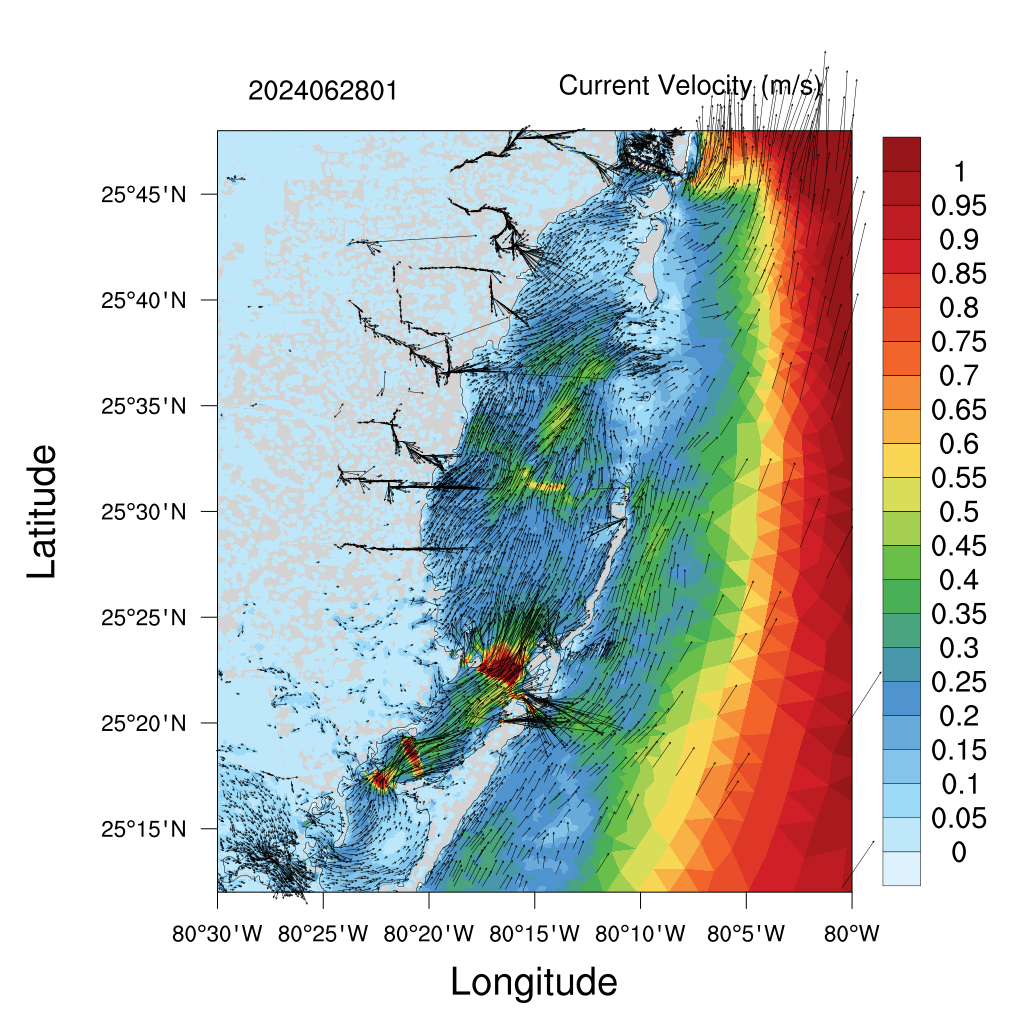 2024062801
Current Velocity (m/s)
25°45'N
25°40'N
25°35'N
25°30'N
25°25'N
25°20'N
25°15'N
Latitude
80°30'W 80°25'W 80°20'W 80°15'W 80°10'W 80°5'W 80°W
Longitude
1
0.95
0.9
0.85
0.8
0.75
0.7
0.65
0.6
0.55
0.5
0.45
0.4
0.35
0.3
0.25
0.2
0.15
0.1
0.05
0